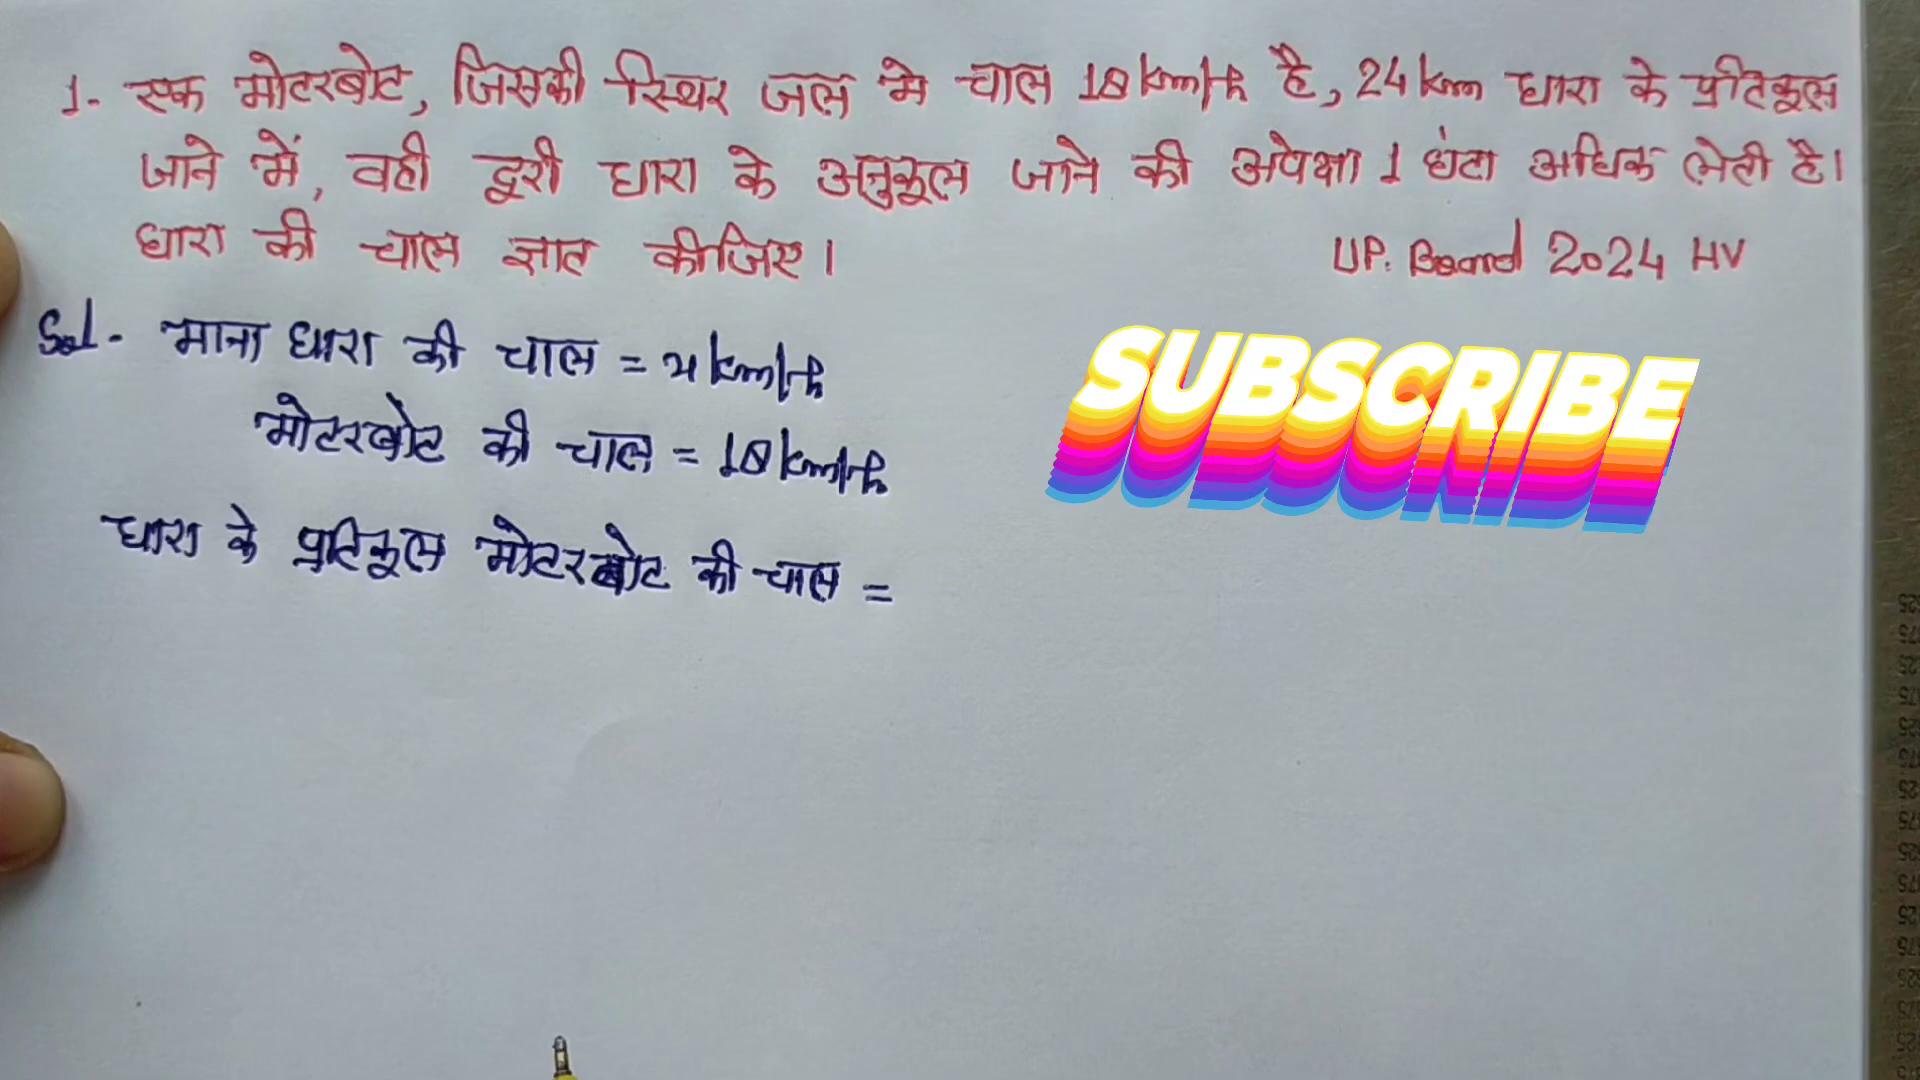 1. एक मोटरबोट, जिसकी स्थिर जल मे चाल 18 km/h है, 24 km धारा के प्रतिकूल
जाने में, वही दूरी धारा के अनुकूल जाने की अपेक्षा 1 घंटा अधिक लेती है।
धारा की चाल ज्ञात कीजिए।
UP. Board 2024 HV
Sol. माना धारा की चाल = x km/h
मोटरबोट की चाल = 18 km/h
धारा के प्रतिकूल मोटरबोट की चाल =
SUBSCRIBE